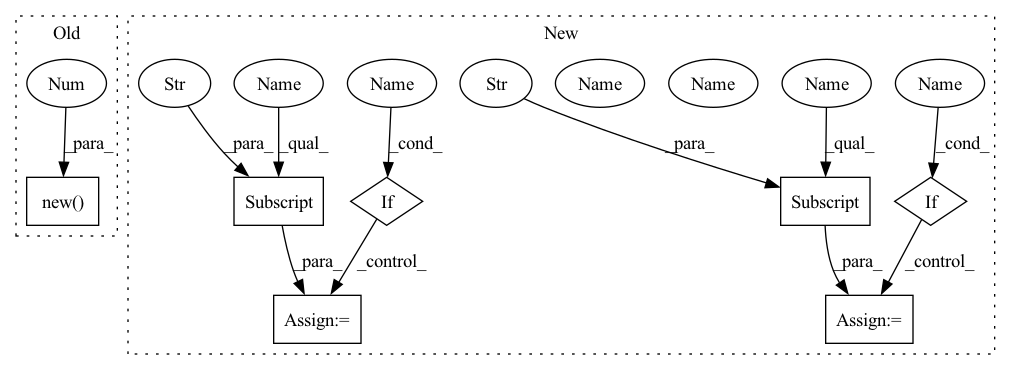 Old
New
Num
Str
Name
Name
Str
Name
Name
Name
Name
_para_
_para_
_qual_
_cond_
_para_
_qual_
_cond_
new()
Subscript
If
Subscript
If
_para_
_control_
_para_
_control_
Assign:=
Assign:=